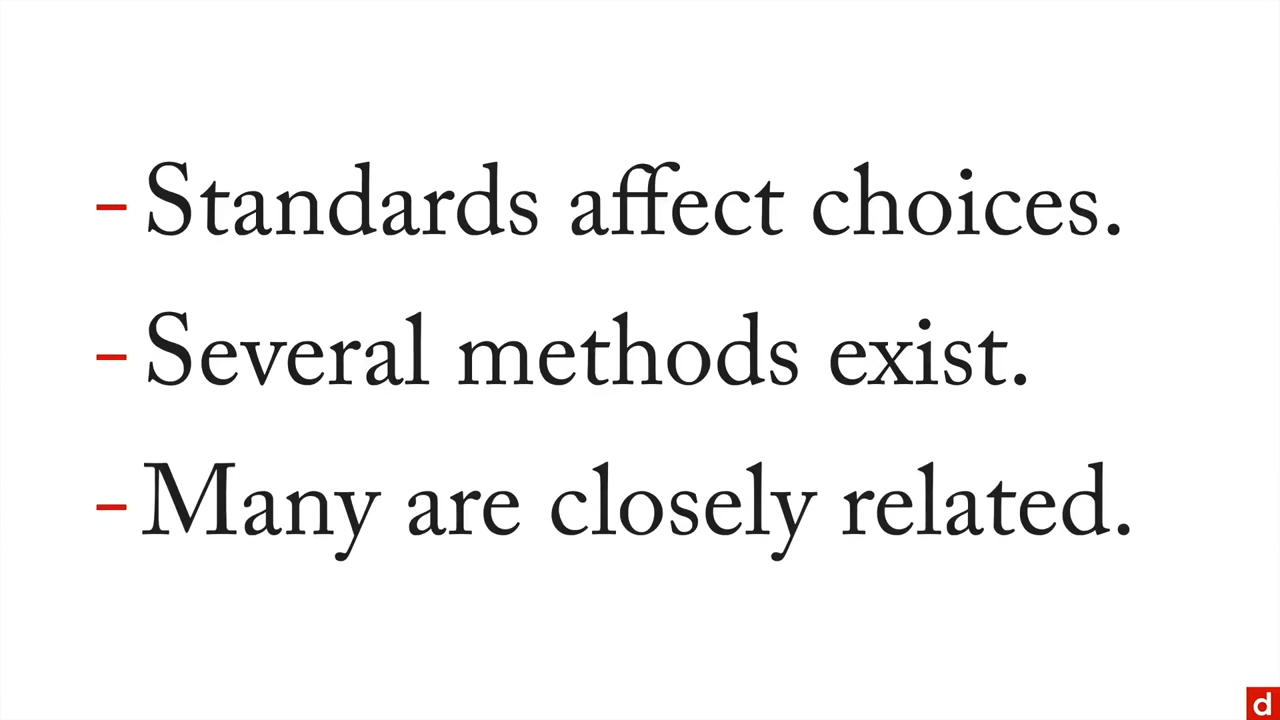 – Standards affect choices.
– Several methods exist.
– Many are closely related.
d